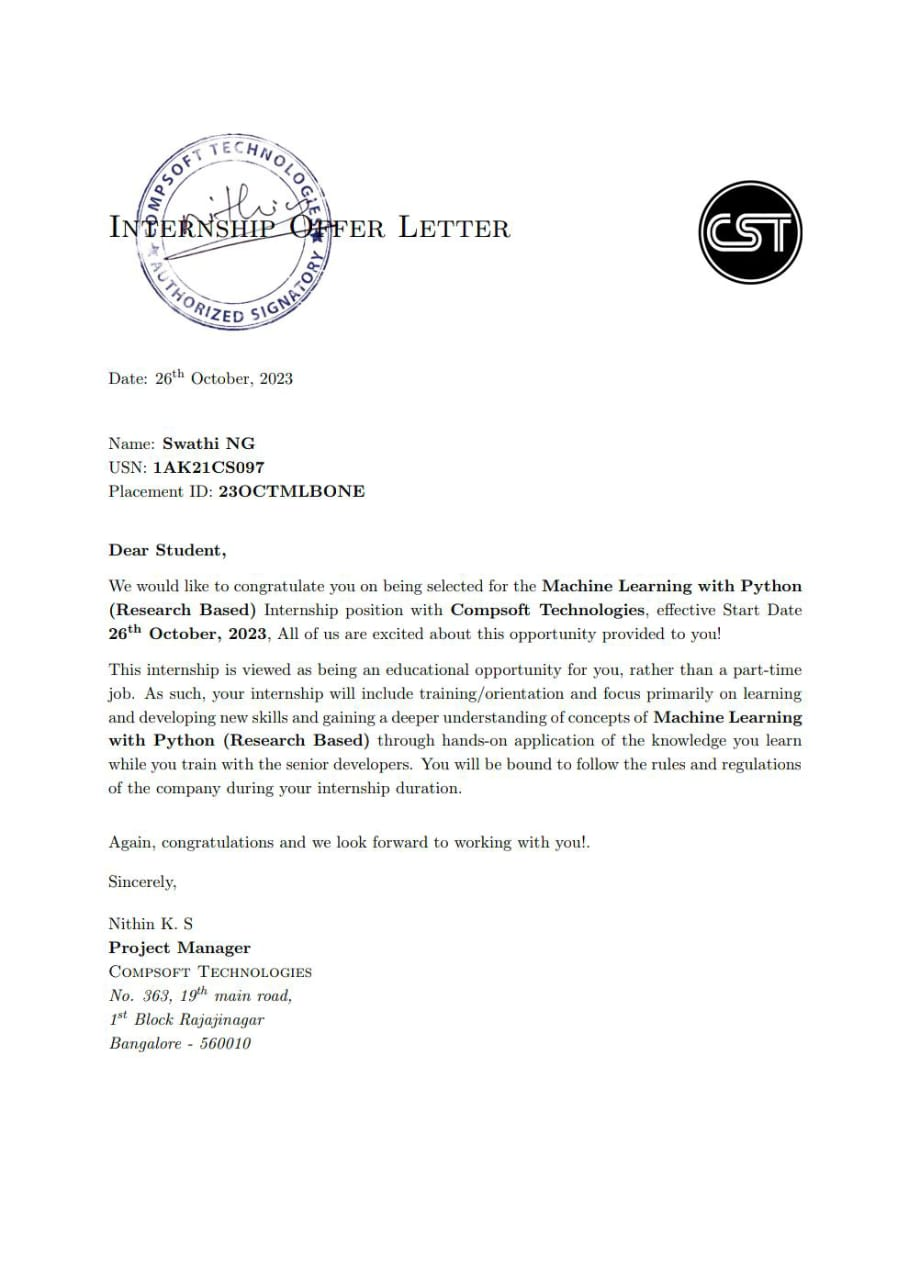 COMPSOFT TECHNOLOGIES
AUTHORIZED SIGNATORY
INTERNSHIP OFFER LETTER
CST
Date: 26th October, 2023
Name: Swathi NG
USN: 1AK21CS097
Placement ID: 23OCTMLBONE
Dear Student,
We would like to congratulate you on being selected for the Machine Learning with Python
(Research Based) Internship position with Compsoft Technologies, effective Start Date
26th October, 2023, All of us are excited about this opportunity provided to you!
This internship is viewed as being an educational opportunity for you, rather than a part-time
job. As such, your internship will include training/orientation and focus primarily on learning
and developing new skills and gaining a deeper understanding of concepts of Machine Learning
with Python (Research Based) through hands-on application of the knowledge you learn
while you train with the senior developers. You will be bound to follow the rules and regulations
of the company during your internship duration.
Again, congratulations and we look forward to working with you!.
Sincerely,
Nithin K. S
Project Manager
COMPSOFT TECHNOLOGIES
No. 363, 19th main road,
1st Block Rajajinagar
Bangalore - 560010